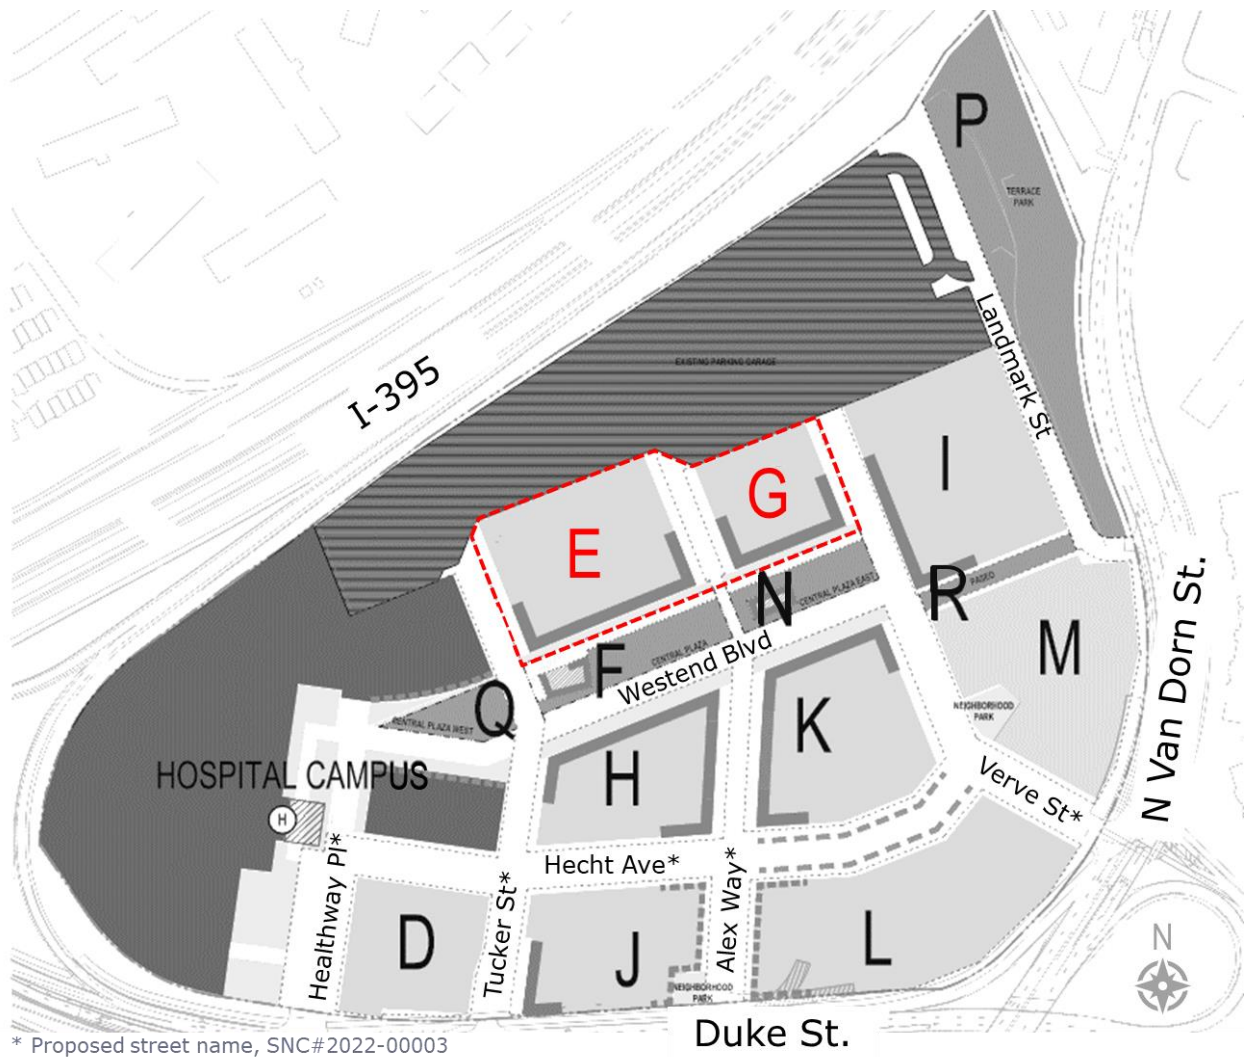 P
TERRACE
PARK
Landmark St
I-395
EXISTING PARKING GARAGE
I
G
E
N
CENTRAL PLAZA EAST
R
PASEO
M
N Van Dorn St.
F
CENTRAL PLAZA
Westend Blvd
Q
CENTRAL PLAZA WEST
K
NEIGHBORHOOD
PARK
HOSPITAL CAMPUS
H
H
Verve St*
Hecht Ave*
Healthway Pl*
Tucker St*
Alex Way*
D
J
L
N
NEIGHBORHOOD
PARK
Duke St.
* Proposed street name, SNC#2022-00003